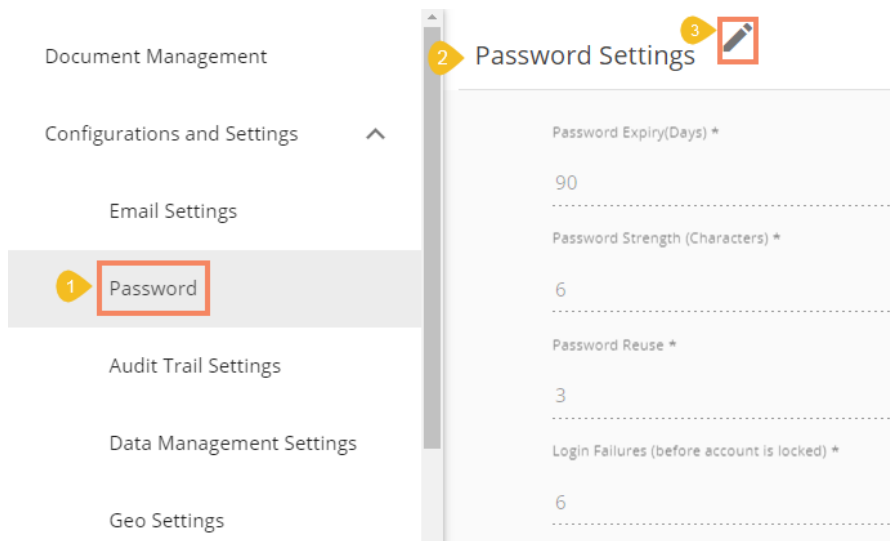 Document Management
Configurations and Settings
Email Settings
1 Password
Audit Trail Settings
Data Management Settings
Geo Settings
2 Password Settings 3
Password Expiry(Days) *
90
Password Strength (Characters) *
6
Password Reuse *
3
Login Failures (before account is locked) *
6